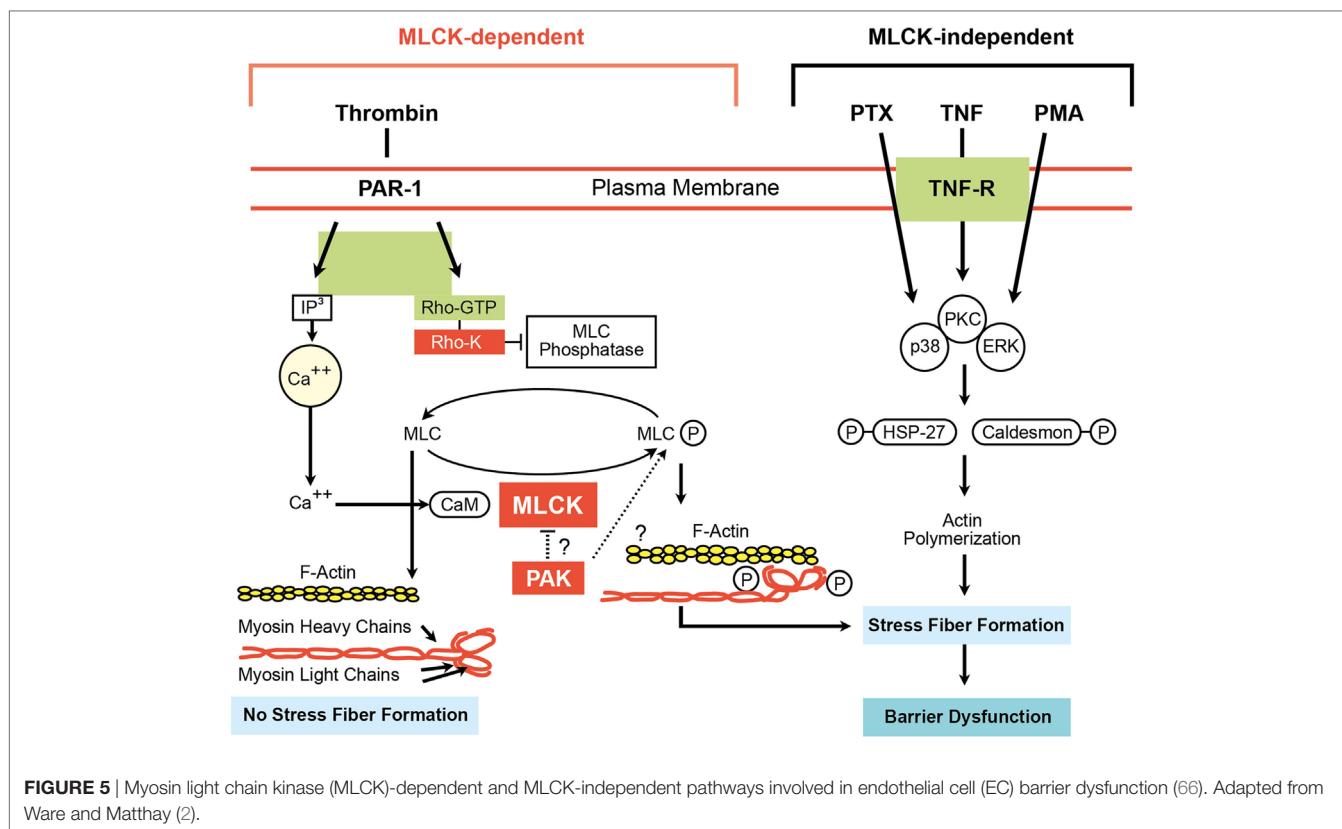 MLCK-dependent
MLCK-independent
Thrombin
PTX
TNF
PMA
PAR-1
Plasma Membrane
TNF-R
IP³
Rho-GTP
Rho-K
MLC
Phosphatase
Ca⁺⁺
PKC
p38
ERK
MLC
MLC P
P HSP-27
Caldesmon P
Ca⁺⁺
CaM
MLCK
?
PAK
?
F-Actin
P
P
Actin
Polymerization
F-Actin
Myosin Heavy Chains
Myosin Light Chains
No Stress Fiber Formation
Stress Fiber Formation
Barrier Dysfunction
FIGURE 5 | Myosin light chain kinase (MLCK)-dependent and MLCK-independent pathways involved in endothelial cell (EC) barrier dysfunction (66). Adapted from
Ware and Matthay (2).